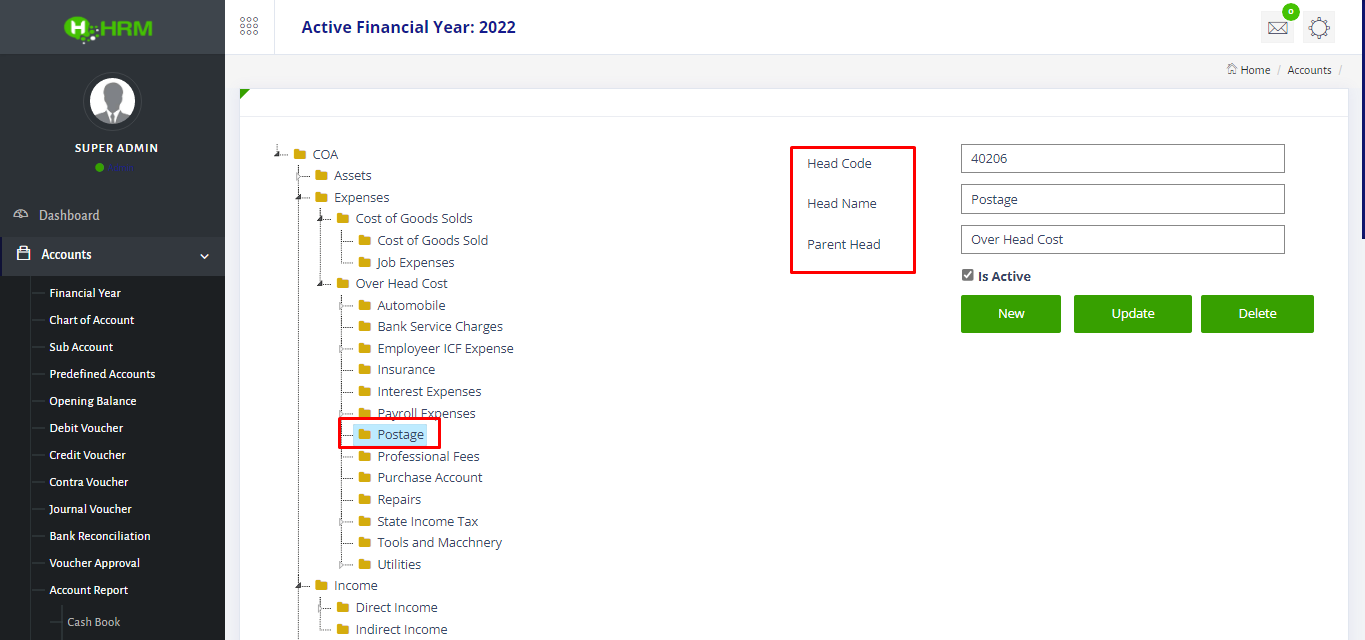 HRM
Active Financial Year: 2022
0
Home / Accounts /
SUPER ADMIN
Dashboard
Accounts
Financial Year
Chart of Account
Sub Account
Predefined Accounts
Opening Balance
Debit Voucher
Credit Voucher
Contra Voucher
Journal Voucher
Bank Reconciliation
Voucher Approval
Account Report
Cash Book
COA
Assets
Expenses
Cost of Goods Solds
Cost of Goods Sold
Job Expenses
Over Head Cost
Automobile
Bank Service Charges
Employeer ICF Expense
Insurance
Interest Expenses
Payroll Expenses
Postage
Professional Fees
Purchase Account
Repairs
State Income Tax
Tools and Macchnery
Utilities
Income
Direct Income
Indirect Income
Head Code 40206
Head Name Postage
Parent Head Over Head Cost
Is Active
New Update Delete